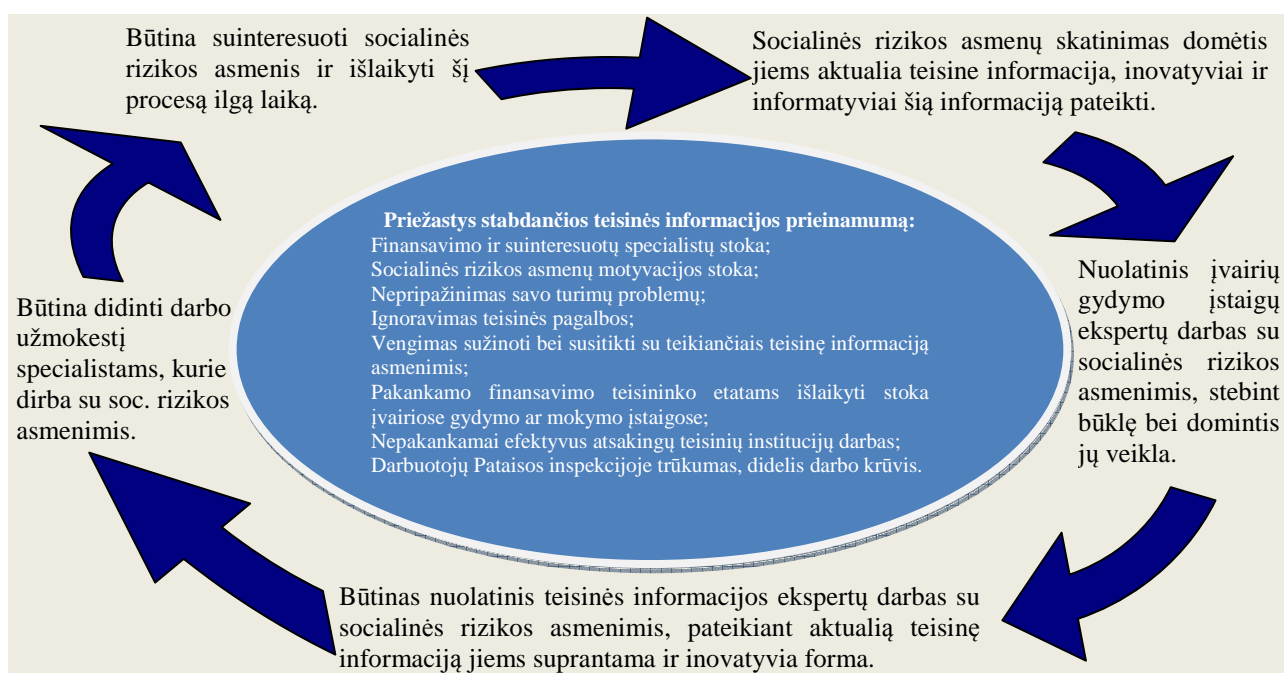 Būtina suinteresuoti socialinės
rizikos asmenis ir išlaikyti šį
procesą ilgą laiką.
Socialinės rizikos asmenų skatinimas domėtis
jiems aktualia teisine informacija, inovatyviai ir
informatyviai šią informaciją pateikti.
Priežastys stabdančios teisinės informacijos prieinamumą:
Finansavimo ir suinteresuotų specialistų stoka;
Socialinės rizikos asmenų motyvacijos stoka;
Nepripažinimas savo turimų problemų;
Ignoravimas teisinės pagalbos;
Vengimas sužinoti bei susitikti su teikiančiais teisinę informaciją
asmenimis;
Pakankamo finansavimo teisininko etatams išlaikyti stoka
įvairiose gydymo ar mokymo įstaigose;
Nepakankamai efektyvus atsakingų teisinių institucijų darbas;
Darbuotojų Pataisos inspekcijoje trūkumas, didelis darbo krūvis.
Nuolatinis įvairių
gydymo įstaigų
ekspertų darbas su
socialinės rizikos
asmenimis, stebint
būklę bei domintis
jų veikla.
Būtina didinti darbo
užmokestį
specialistams, kurie
dirba su soc. rizikos
asmenimis.
Būtinas nuolatinis teisinės informacijos ekspertų darbas su
socialinės rizikos asmenimis, pateikiant aktualią teisinę
informaciją jiems suprantama ir inovatyvia forma.